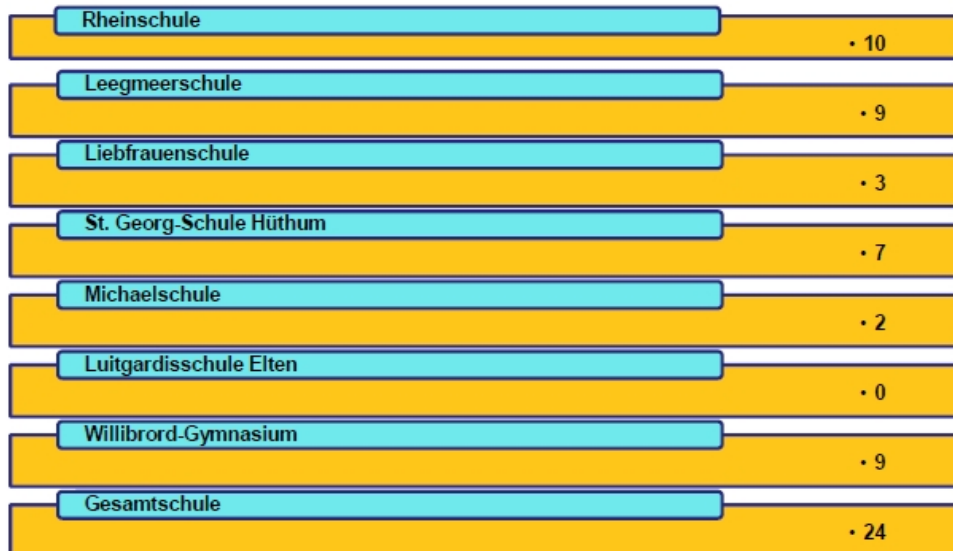 Rheinschule
• 10
Leegmeerschule
• 9
Liebfrauenschule
• 3
St. Georg-Schule Hüthum
• 7
Michaelschule
• 2
Luitgardisschule Elten
• 0
Willibrord-Gymnasium
• 9
Gesamtschule
• 24